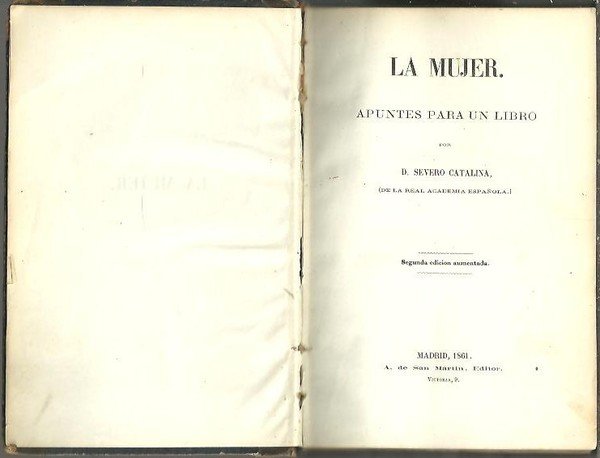 LA MUJER.
APUNTES PARA UN LIBRO
POR
D. SEVERO CATALINA,
(DE LA REAL ACADEMIA ESPAÑOLA.)
Segunda edicion aumentada.
MADRID, 1861.
A. de San Martin, Editor.
Victoria, 9.